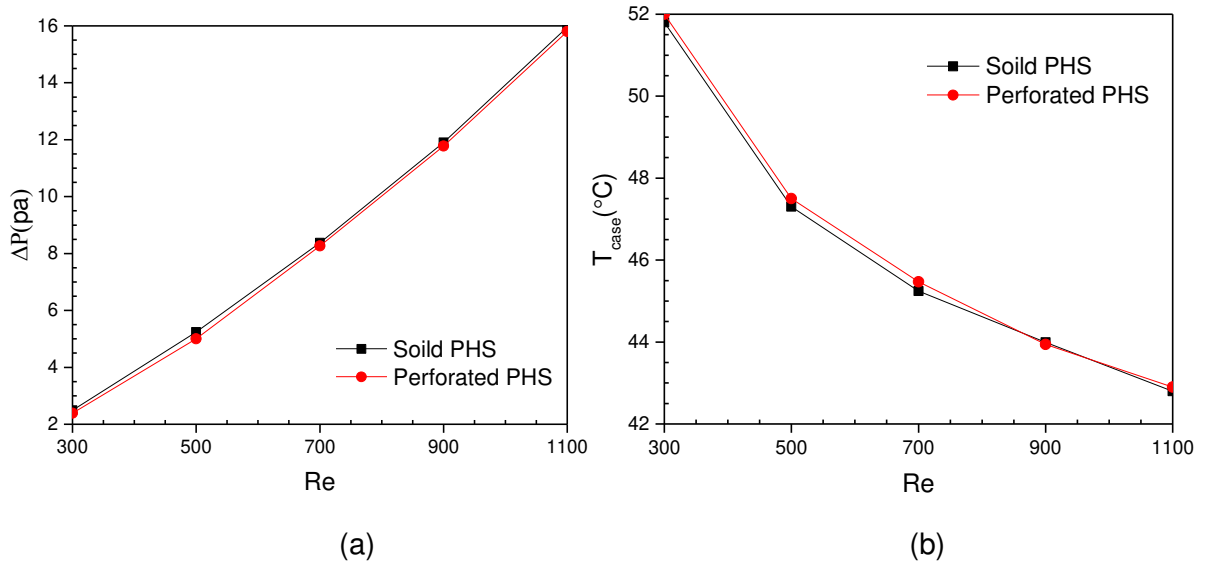 16
14
12
10
8
6
4
2
ΔP(pa)
300
500
700
900
1100
Re
Soild PHS
Perforated PHS
(a)
52
50
48
46
44
42
T_case(°C)
300
500
700
900
1100
Re
Soild PHS
Perforated PHS
(b)